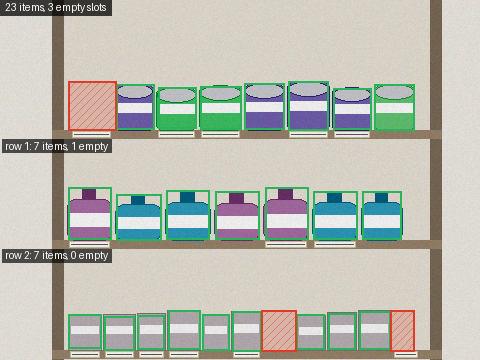 23 items, 3 empty slots
row 1: 7 items, 1 empty
row 2: 7 items, 0 empty